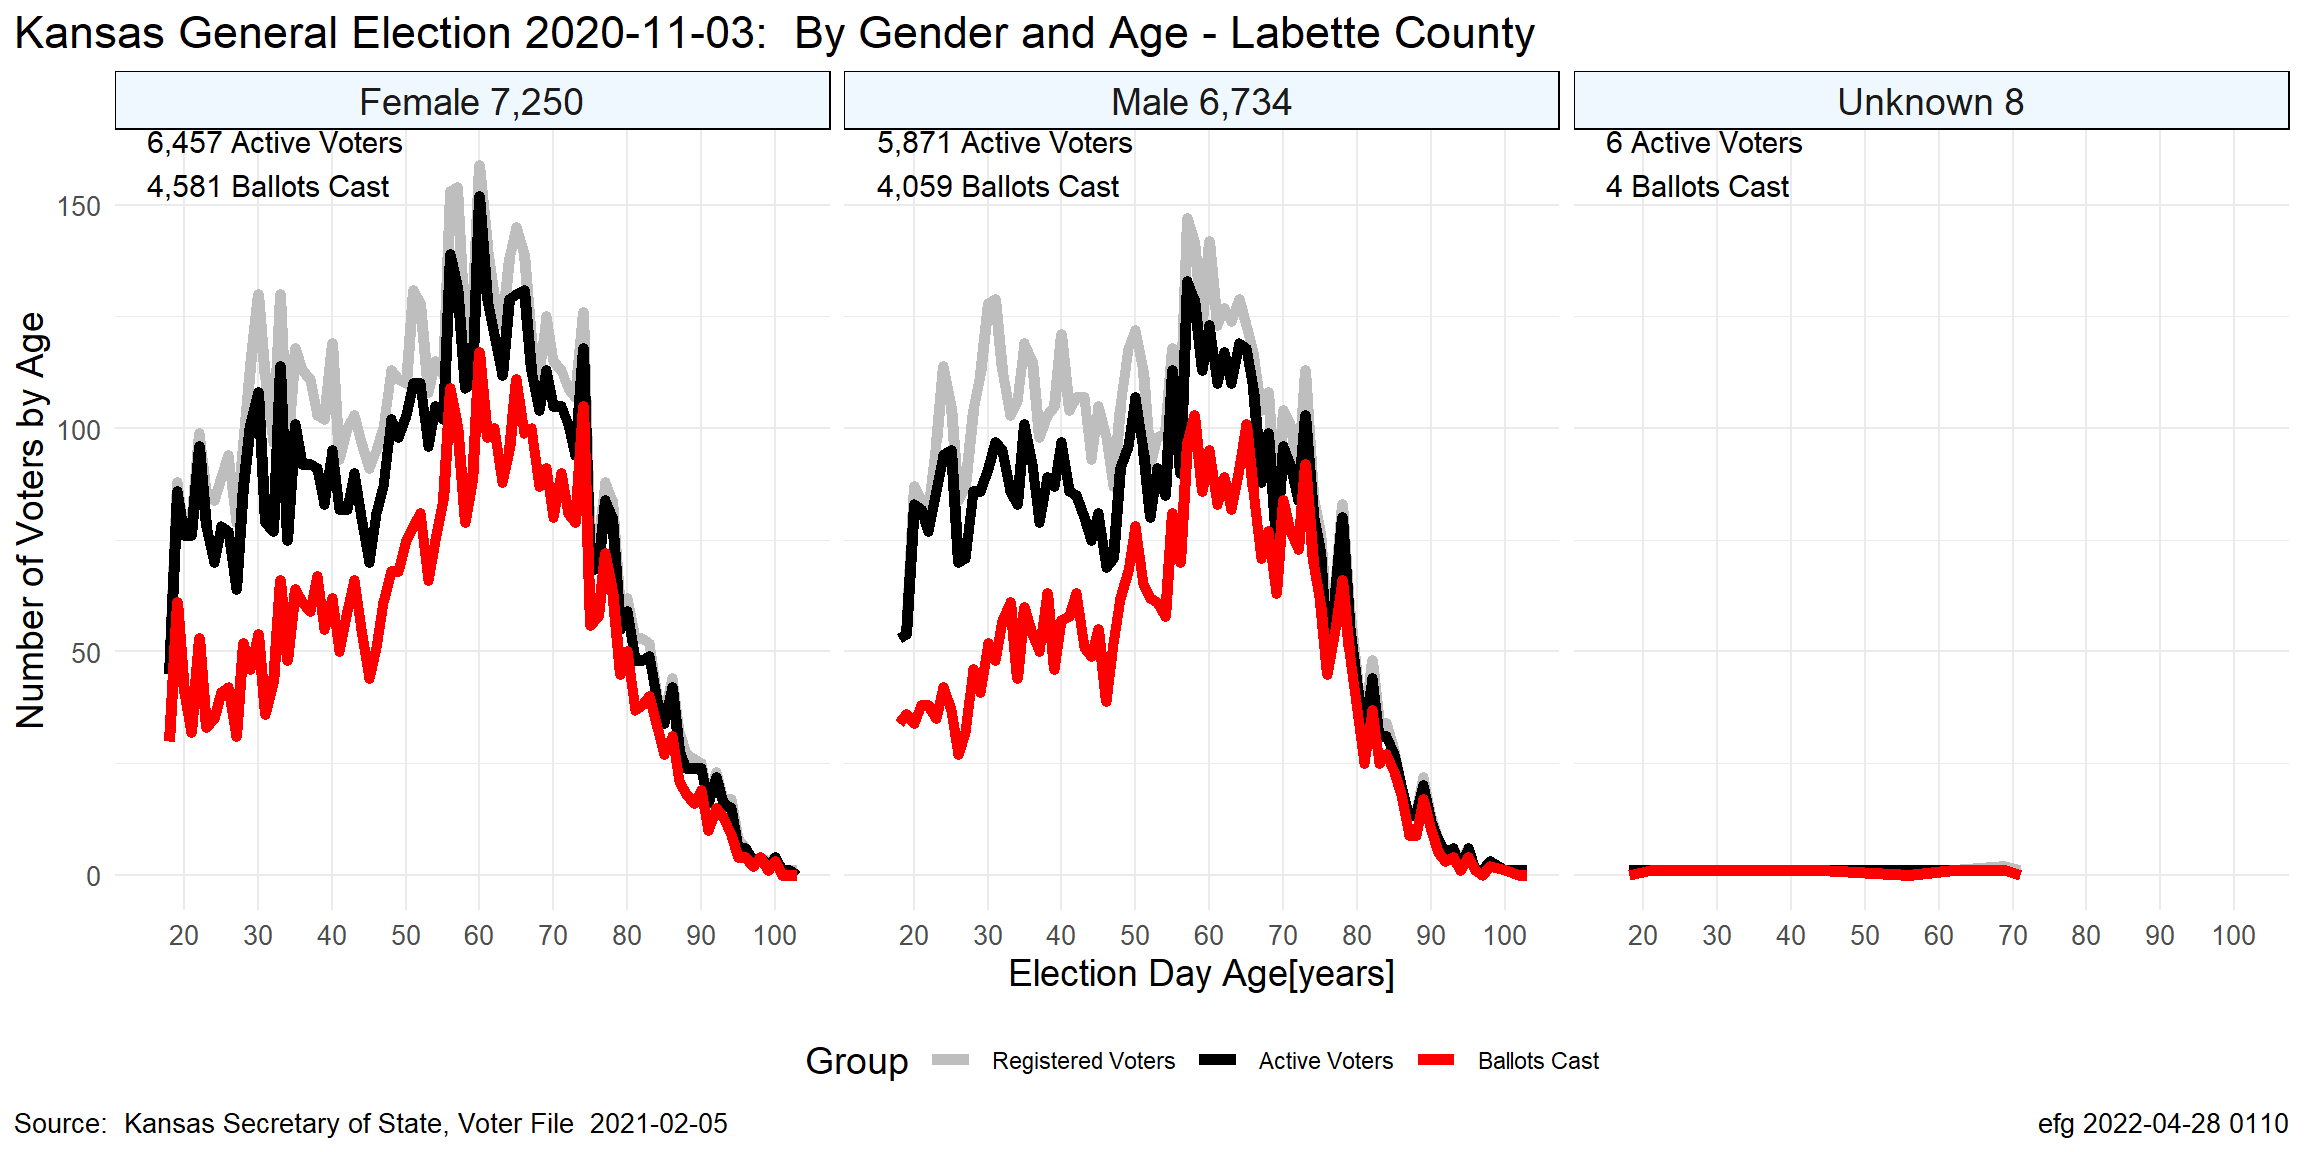 Kansas General Election 2020-11-03:  By Gender and Age - Labette County
Female 7,250
Male 6,734
Unknown 8
6,457 Active Voters
4,581 Ballots Cast
5,871 Active Voters
4,059 Ballots Cast
6 Active Voters
4 Ballots Cast
Number of Voters by Age
150
100
50
0
20 30 40 50 60 70 80 90 100
20 30 40 50 60 70 80 90 100
20 30 40 50 60 70 80 90 100
Election Day Age[years]
Group Registered Voters Active Voters Ballots Cast
Source:  Kansas Secretary of State, Voter File  2021-02-05
efg 2022-04-28 0110